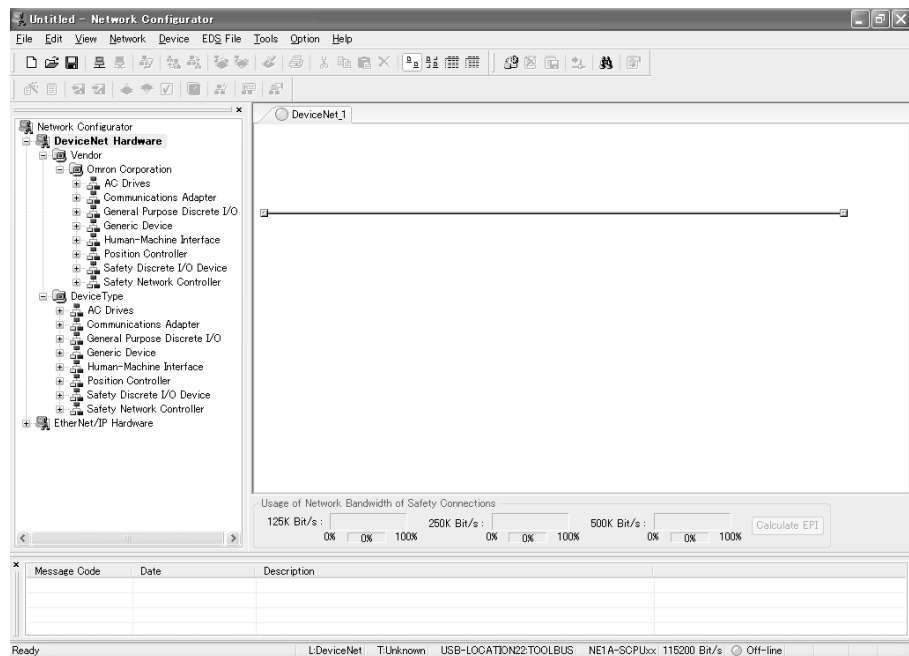 Untitled - Network Configurator
File Edit View Network Device EDS File Tools Option Help
DeviceNet_1
Network Configurator
DeviceNet Hardware
Vendor
Omron Corporation
AC Drives
Communications Adapter
General Purpose Discrete I/O
Generic Device
Human-Machine Interface
Position Controller
Safety Discrete I/O Device
Safety Network Controller
DeviceType
AC Drives
Communications Adapter
General Purpose Discrete I/O
Generic Device
Human-Machine Interface
Position Controller
Safety Discrete I/O Device
Safety Network Controller
EtherNet/IP Hardware
Usage of Network Bandwidth of Safety Connections
125K Bit/s : 250K Bit/s : 500K Bit/s : Calculate EPI
0% 0% 100% 0% 0% 100% 0% 0% 100%
Message Code Date Description
Ready L:DeviceNet T:Unknown USB-LOCATION22:TOOLBUS NE1A-SCPUxx 115200 Bit/s Off-line